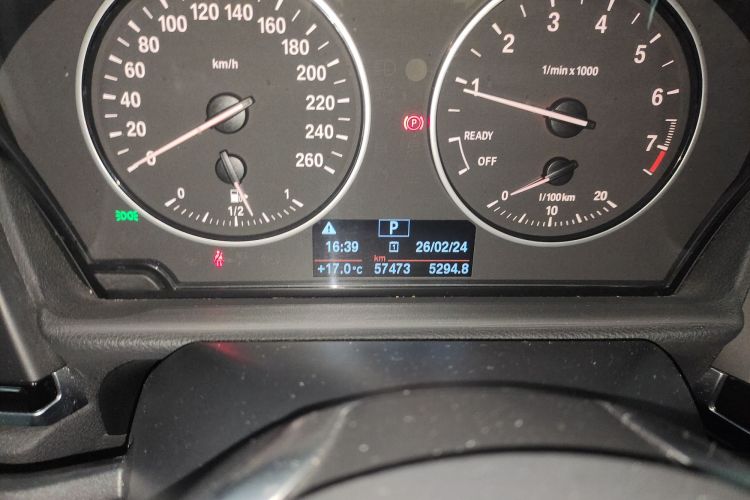 0 20 40 60 80 100 120 140 160 180 200 220 240 260
km/h
0 1/2 1
1 2 3 4 5 6 7
1/min x 1000
READY
OFF
0 10 20
l/100km
P
16:39 1 26/02/24
km
+17.0°C 57473 5294.8